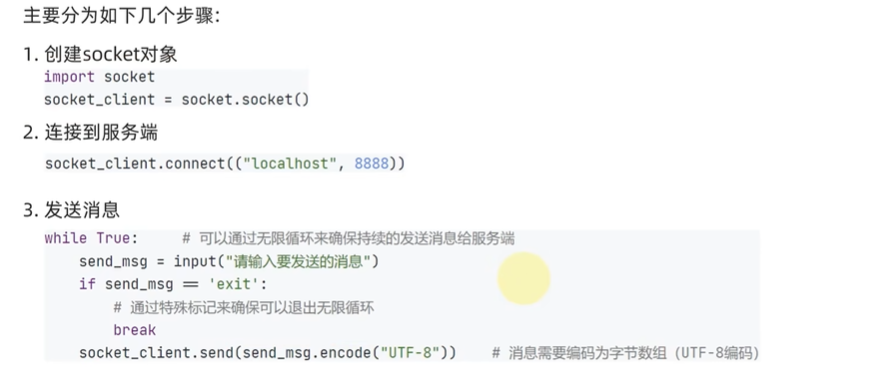 主要分为如下几个步骤：
1. 创建socket对象
import socket
socket_client = socket.socket()
2. 连接到服务端
socket_client.connect(("localhost", 8888))
3. 发送消息
while True:     # 可以通过无限循环来确保持续的发送消息给服务端
    send_msg = input("请输入要发送的消息")
    if send_msg == 'exit':
        # 通过特殊标记来确保可以退出无限循环
        break
    socket_client.send(send_msg.encode("UTF-8"))    # 消息需要编码为字节数组（UTF-8编码）